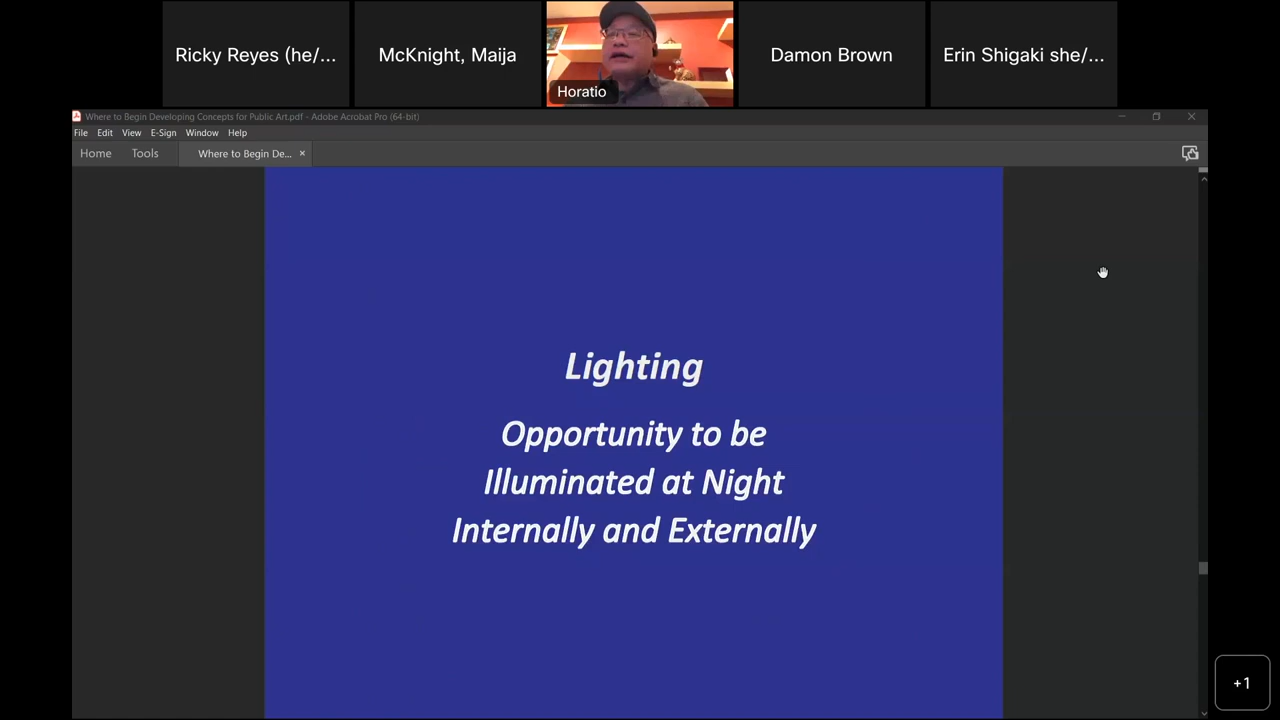 Ricky Reyes (he/...
McKnight, Maija
Horatio
Damon Brown
Erin Shigaki she/...
Where to Begin Developing Concepts for Public Art.pdf - Adobe Acrobat Pro (64-bit)
File Edit View E-Sign Window Help
Home Tools Where to Begin De... ×
Lighting
Opportunity to be
Illuminated at Night
Internally and Externally
+1